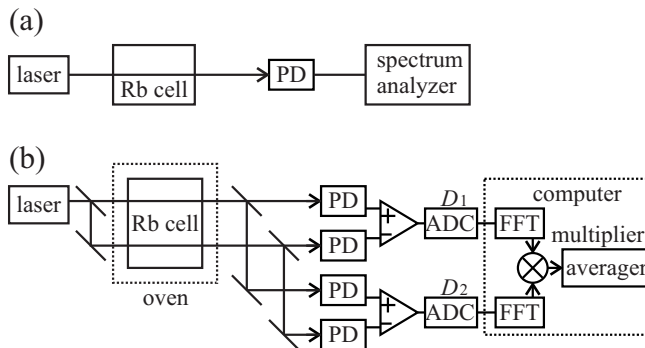 (a)
laser
Rb cell
PD
spectrum
analyzer
(b)
laser
Rb cell
oven
PD
PD
PD
PD
+
−
+
−
D1
ADC
D2
ADC
computer
FFT
FFT
multiplier
averager